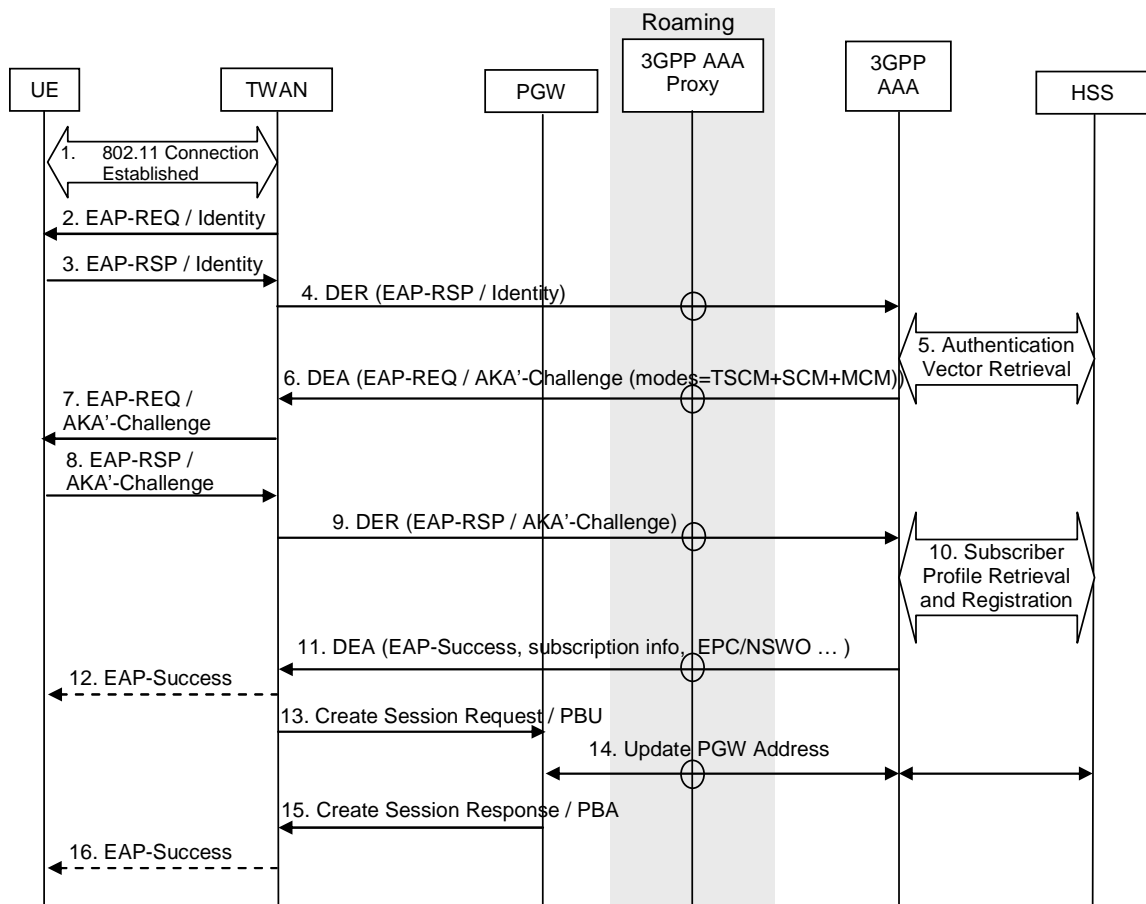 Roaming
UE
TWAN
PGW
3GPP AAA
Proxy
3GPP
AAA
HSS
1. 802.11 Connection
Established
2. EAP-REQ / Identity
3. EAP-RSP / Identity
4. DER (EAP-RSP / Identity)
5. Authentication
Vector Retrieval
6. DEA (EAP-REQ / AKA'-Challenge (modes=TSCM+SCM+MCM))
7. EAP-REQ /
AKA'-Challenge
8. EAP-RSP /
AKA'-Challenge
9. DER (EAP-RSP / AKA'-Challenge)
10. Subscriber
Profile Retrieval
and Registration
11. DEA (EAP-Success, subscription info, EPC/NSWO … )
12. EAP-Success
13. Create Session Request / PBU
14. Update PGW Address
15. Create Session Response / PBA
16. EAP-Success